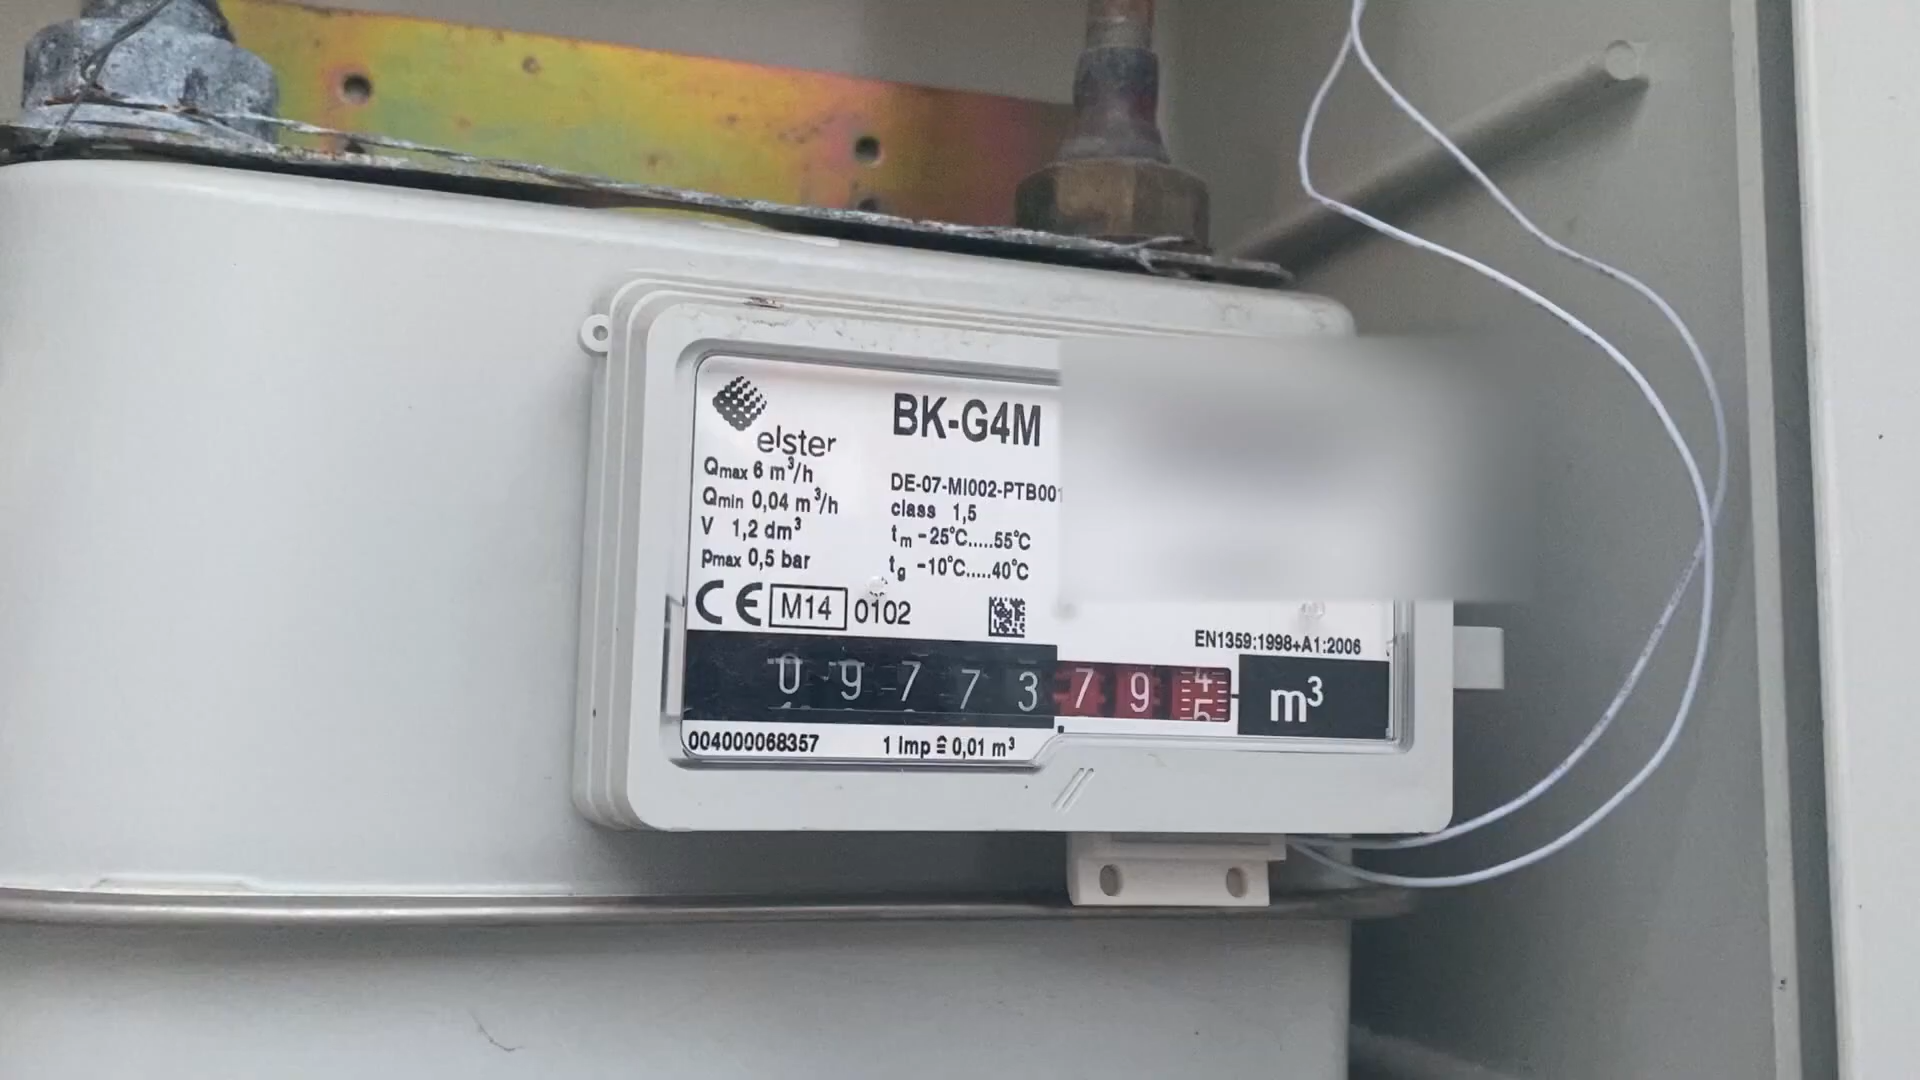 elster
BK-G4M
Qmax 6 m³/h
Qmin 0,04 m³/h
V 1,2 dm³
pmax 0,5 bar
DE-07-MI002-PTB001
class 1,5
tm -25°C.....55°C
tg -10°C.....40°C
CE M14 0102
EN1359:1998+A1:2006
0 9 7 7 3 7 9 4 m³
5
004000068357 1 Imp ≙ 0,01 m³